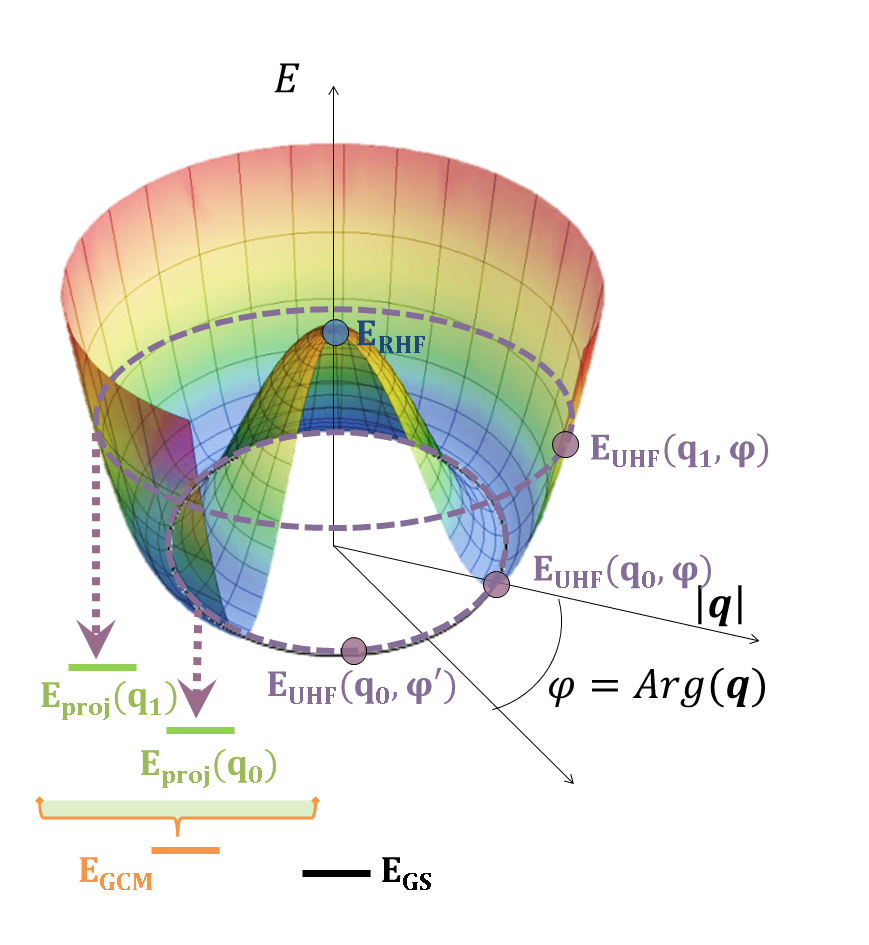 E
E_RHF
E_UHF(q_1, φ)
E_UHF(q_0, φ)
|q|
E_proj(q_1)
E_UHF(q_0, φ′)
φ = Arg(q)
E_proj(q_0)
E_GCM
E_GS